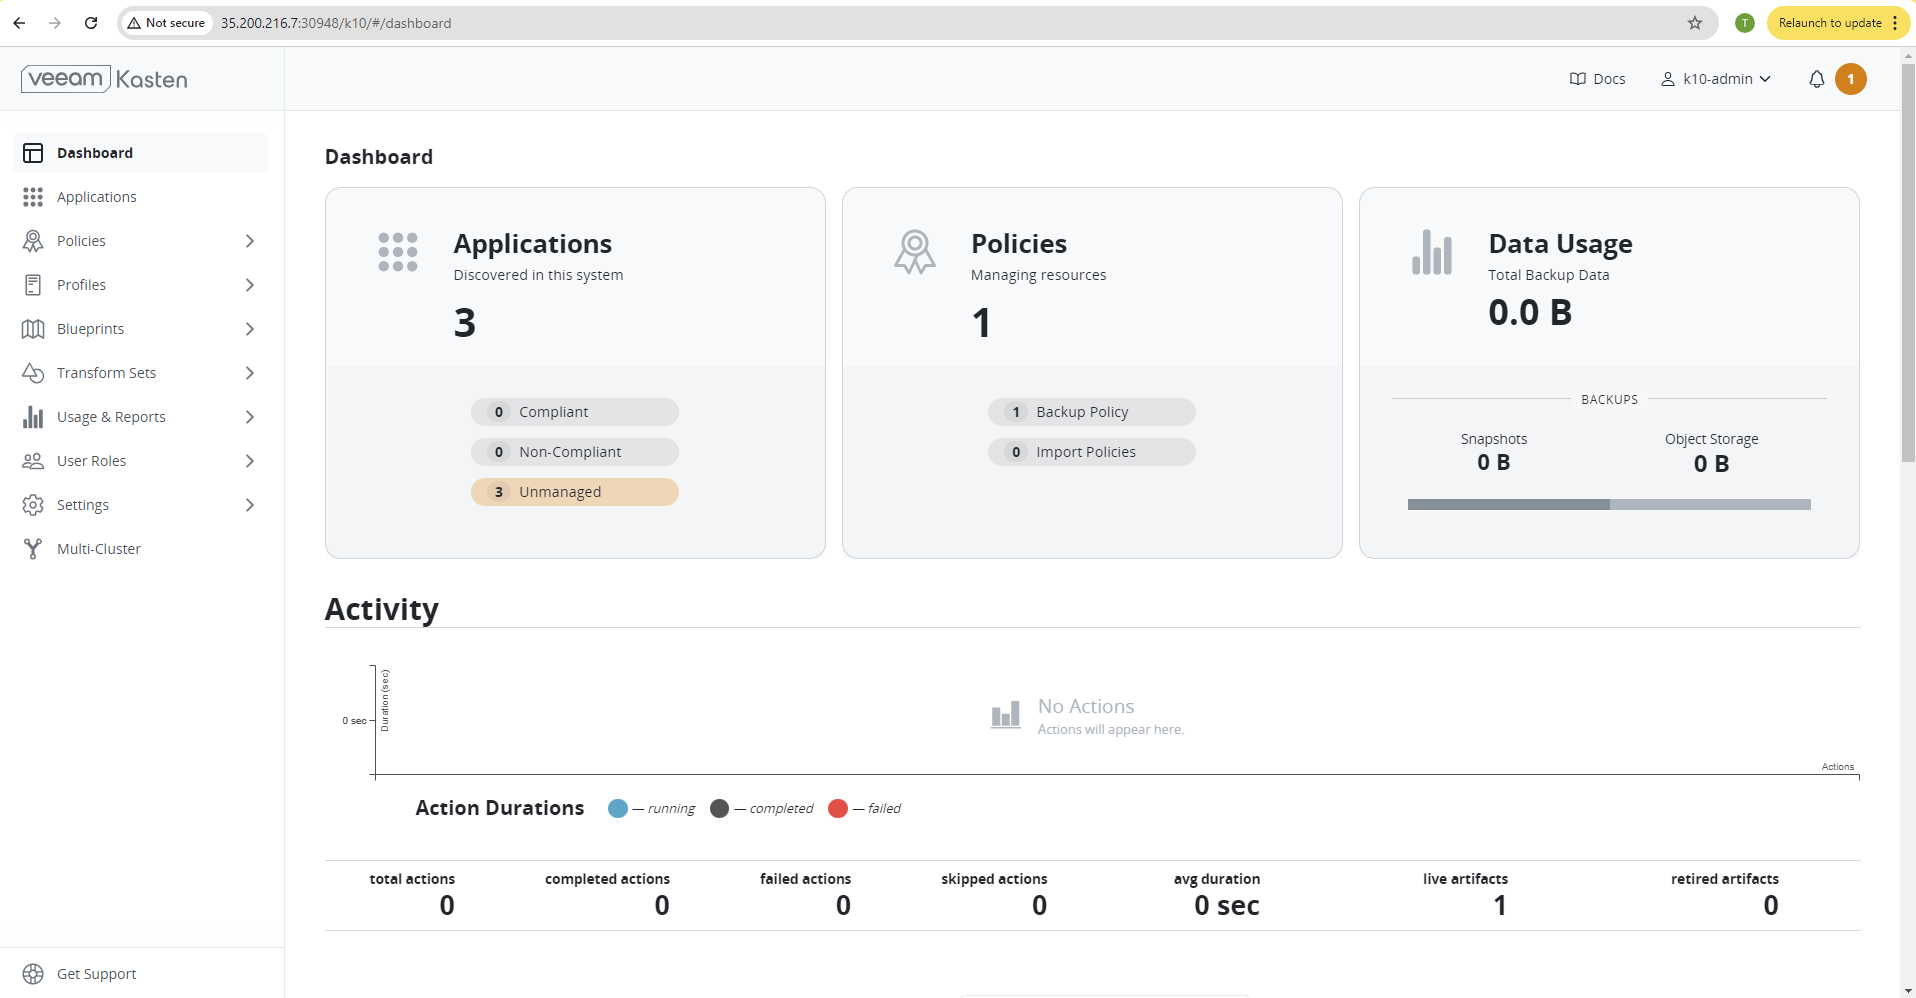 Not secure 35.200.216.7:30948/k10/#/dashboard
T
Relaunch to update
veeam Kasten
Docs
k10-admin
1
Dashboard
Applications
Policies
Profiles
Blueprints
Transform Sets
Usage & Reports
User Roles
Settings
Multi-Cluster
Get Support
Dashboard
Applications
Discovered in this system
3
0 Compliant
0 Non-Compliant
3 Unmanaged
Policies
Managing resources
1
1 Backup Policy
0 Import Policies
Data Usage
Total Backup Data
0.0 B
BACKUPS
Snapshots
0 B
Object Storage
0 B
Activity
Duration (sec)
0 sec
No Actions
Actions will appear here.
Actions
Action Durations
— running
— completed
— failed
total actions
0
completed actions
0
failed actions
0
skipped actions
0
avg duration
0 sec
live artifacts
1
retired artifacts
0